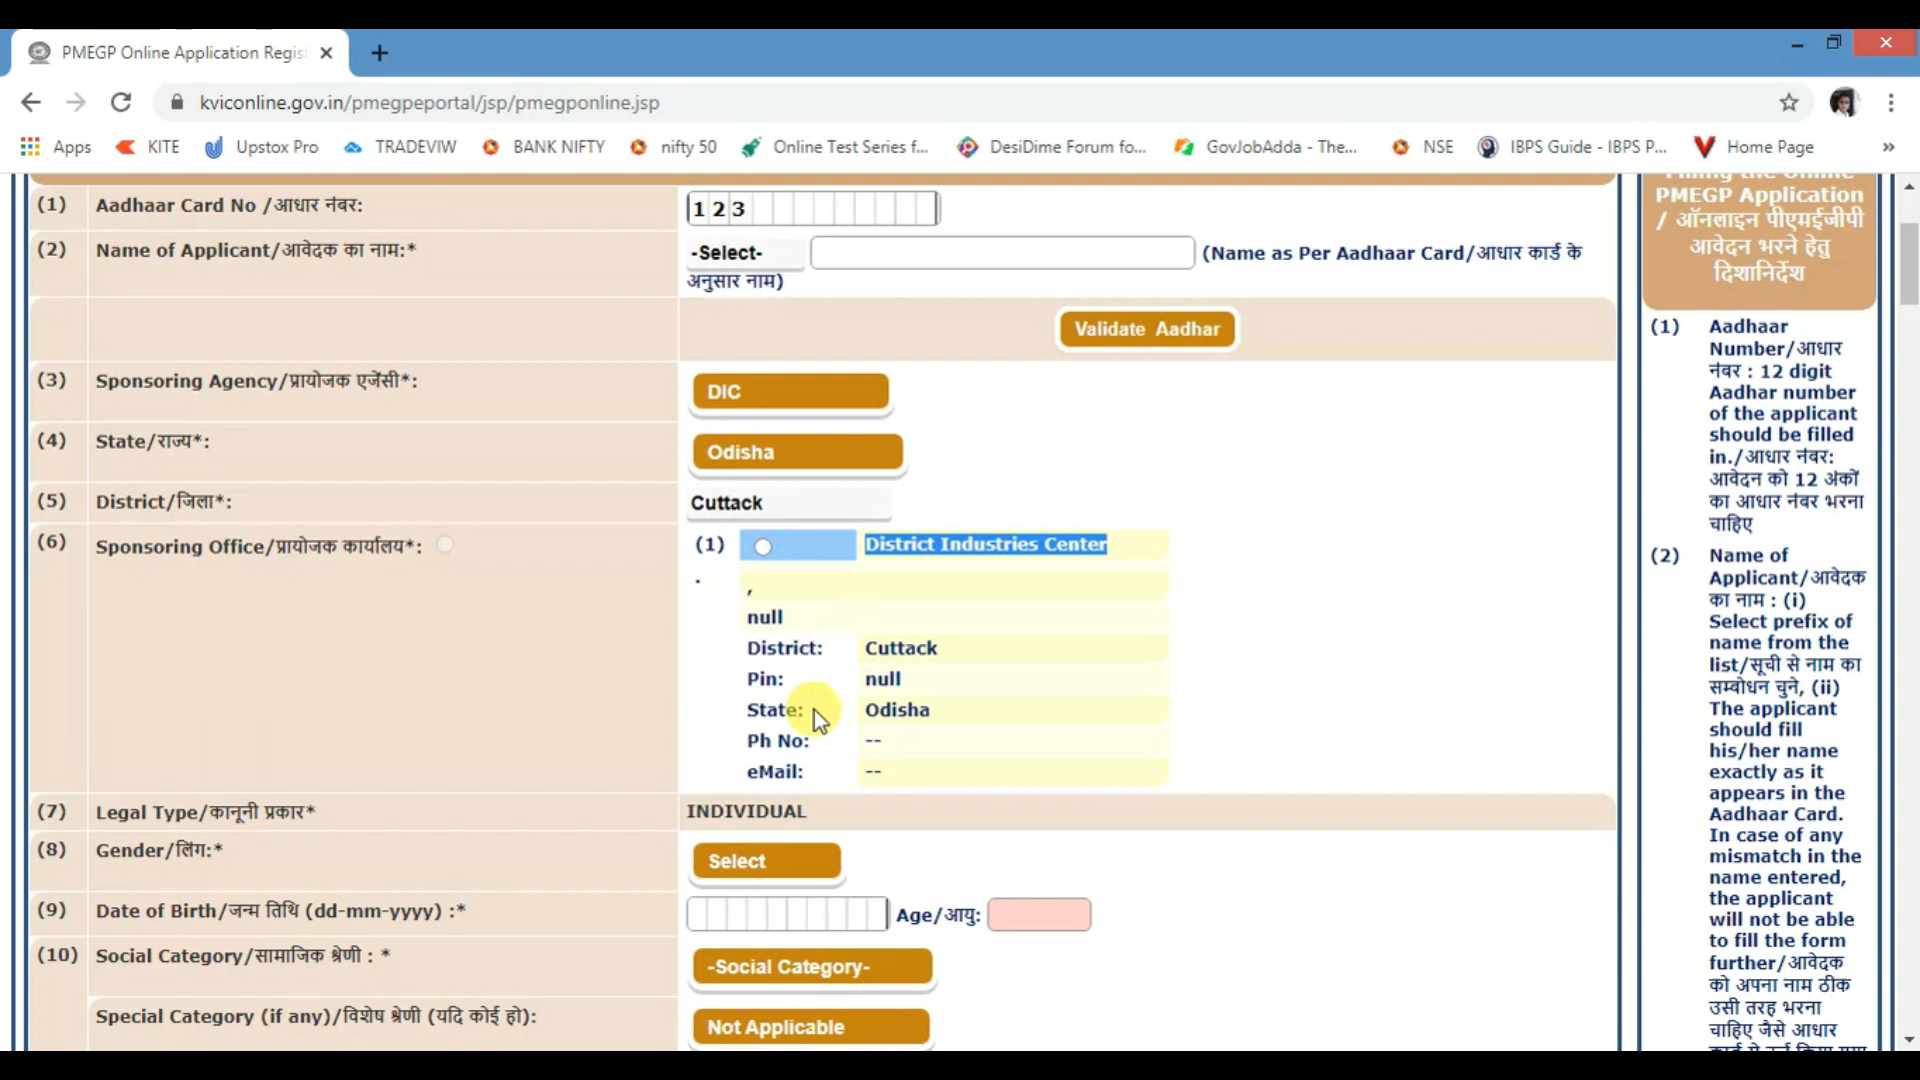 PMEGP Online Application Regis
kviconline.gov.in/pmegpeportal/jsp/pmegponline.jsp
Apps KITE Upstox Pro TRADEVIW BANK NIFTY nifty 50 Online Test Series f... DesiDime Forum fo... GovJobAdda - The... NSE IBPS Guide - IBPS P... Home Page »
(1) Aadhaar Card No /आधार नंबर: 123
(2) Name of Applicant/आवेदक का नाम:* -Select- (Name as Per Aadhaar Card/आधार कार्ड के
अनुसार नाम)
Validate Aadhar
(3) Sponsoring Agency/प्रायोजक एजेंसी*: DIC
(4) State/राज्य*: Odisha
(5) District/जिला*: Cuttack
(6) Sponsoring Office/प्रायोजक कार्यालय*: (1) District Industries Center
. ,
null
District: Cuttack
Pin: null
State: Odisha
Ph No: --
eMail: --
(7) Legal Type/कानूनी प्रकार* INDIVIDUAL
(8) Gender/लिंग:* Select
(9) Date of Birth/जन्म तिथि (dd-mm-yyyy) :* Age/आयु:
(10) Social Category/सामाजिक श्रेणी : * -Social Category-
Special Category (if any)/विशेष श्रेणी (यदि कोई हो): Not Applicable
Filling the Online
PMEGP Application
/ ऑनलाइन पीएमईजीपी
आवेदन भरने हेतु
दिशानिर्देश
(1) Aadhaar
Number/आधार
नंबर : 12 digit
Aadhar number
of the applicant
should be filled
in./आधार नंबर:
आवेदन को 12 अंकों
का आधार नंबर भरना
चाहिए
(2) Name of
Applicant/आवेदक
का नाम : (i)
Select prefix of
name from the
list/सूची से नाम का
सम्बोधन चुने, (ii)
The applicant
should fill
his/her name
exactly as it
appears in the
Aadhaar Card.
In case of any
mismatch in the
name entered,
the applicant
will not be able
to fill the form
further/आवेदक
को अपना नाम ठीक
उसी तरह भरना
चाहिए जैसे आधार